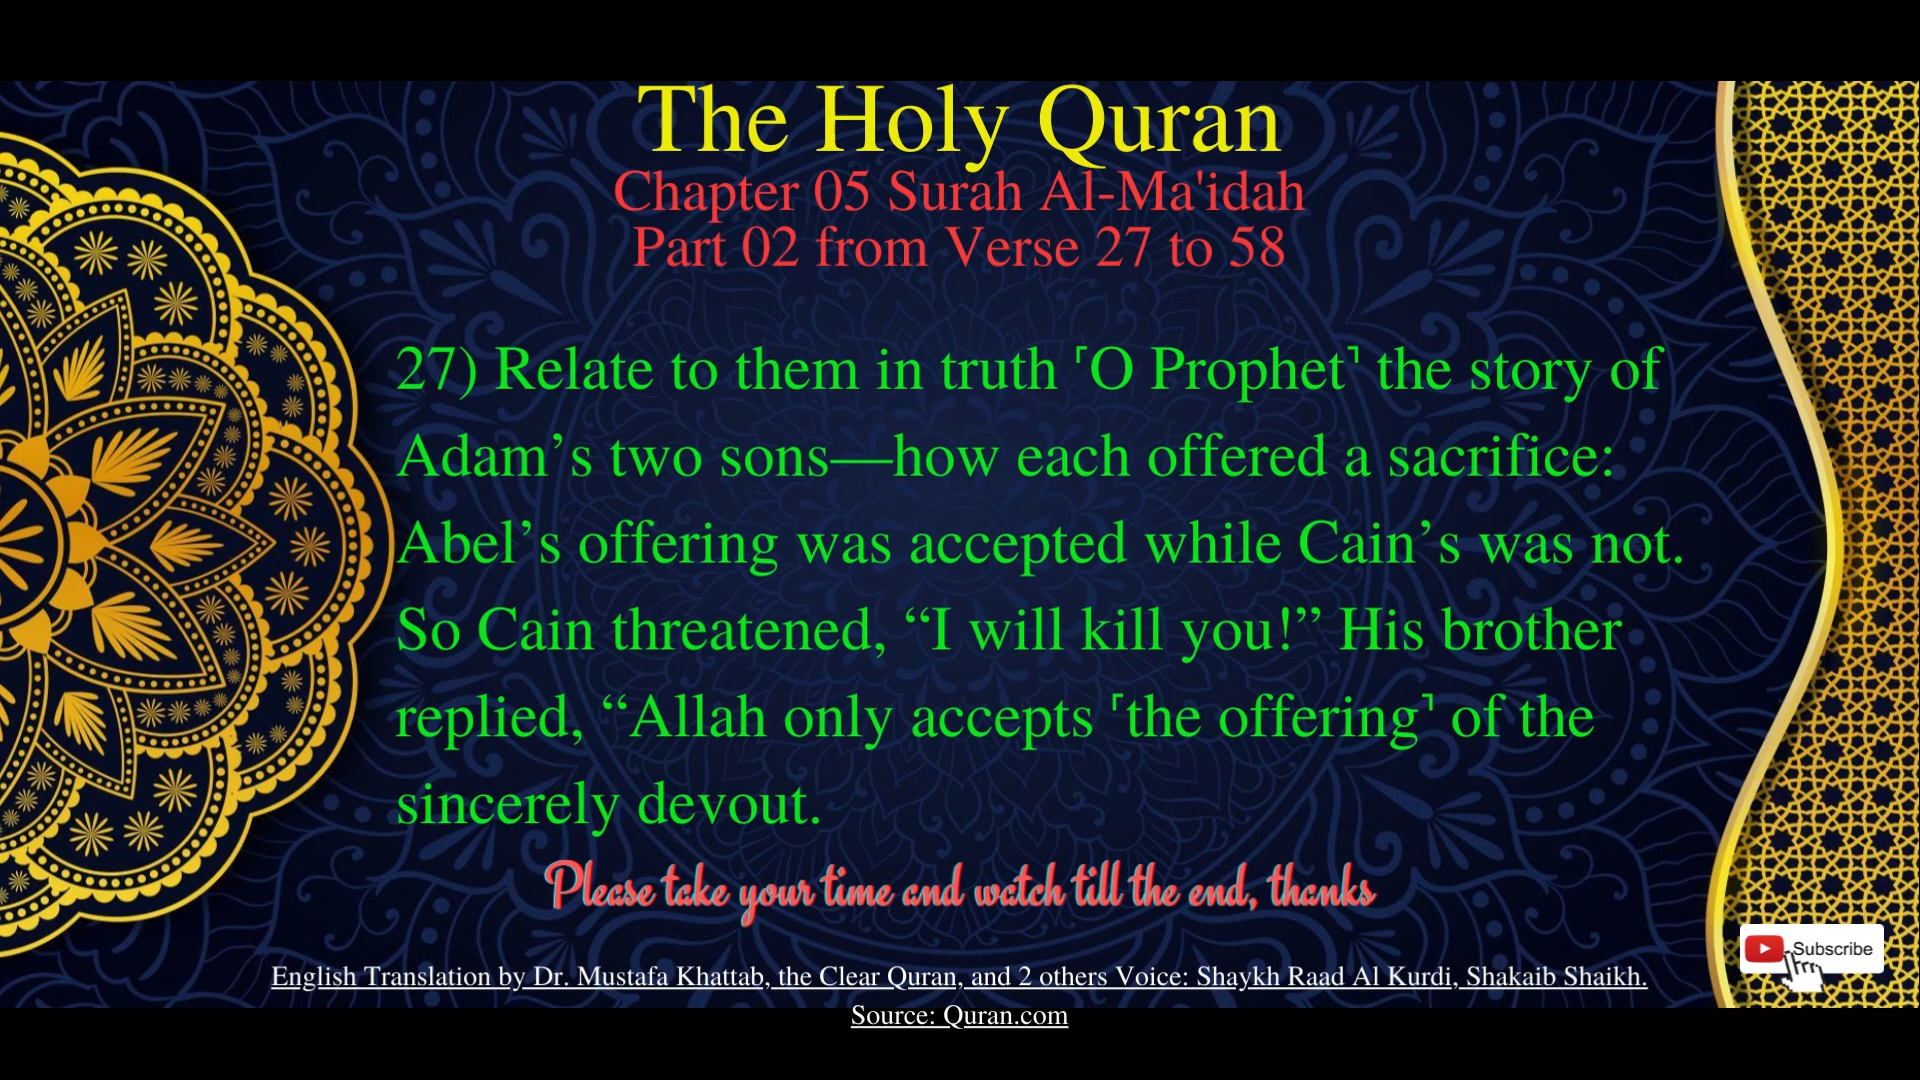 The Holy Quran
Chapter 05 Surah Al-Ma'idah
Part 02 from Verse 27 to 58
27) Relate to them in truth ˹O Prophet˺ the story of
Adam’s two sons—how each offered a sacrifice:
Abel’s offering was accepted while Cain’s was not.
So Cain threatened, “I will kill you!” His brother
replied, “Allah only accepts ˹the offering˺ of the
sincerely devout.
Please take your time and watch till the end, thanks
Subscribe
English Translation by Dr. Mustafa Khattab, the Clear Quran, and 2 others Voice: Shaykh Raad Al Kurdi, Shakaib Shaikh.
Source: Quran.com